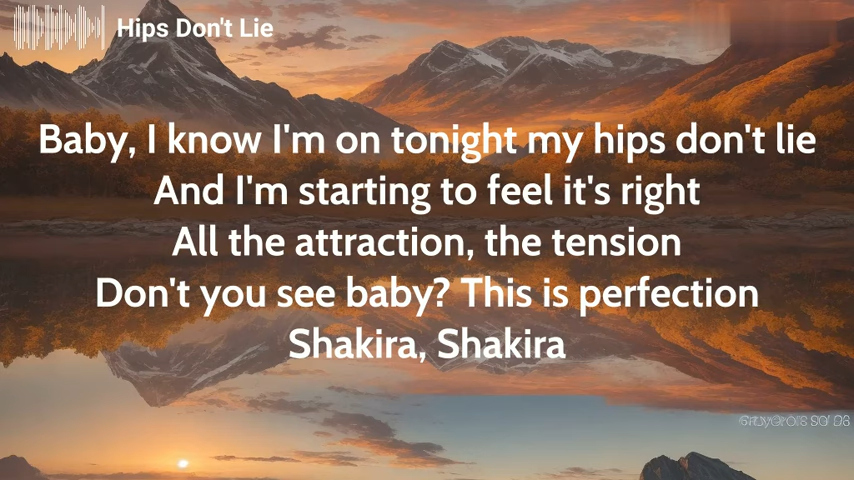 Hips Don't Lie
Baby, I know I'm on tonight my hips don't lie
And I'm starting to feel it's right
All the attraction, the tension
Don't you see baby? This is perfection
Shakira, Shakira